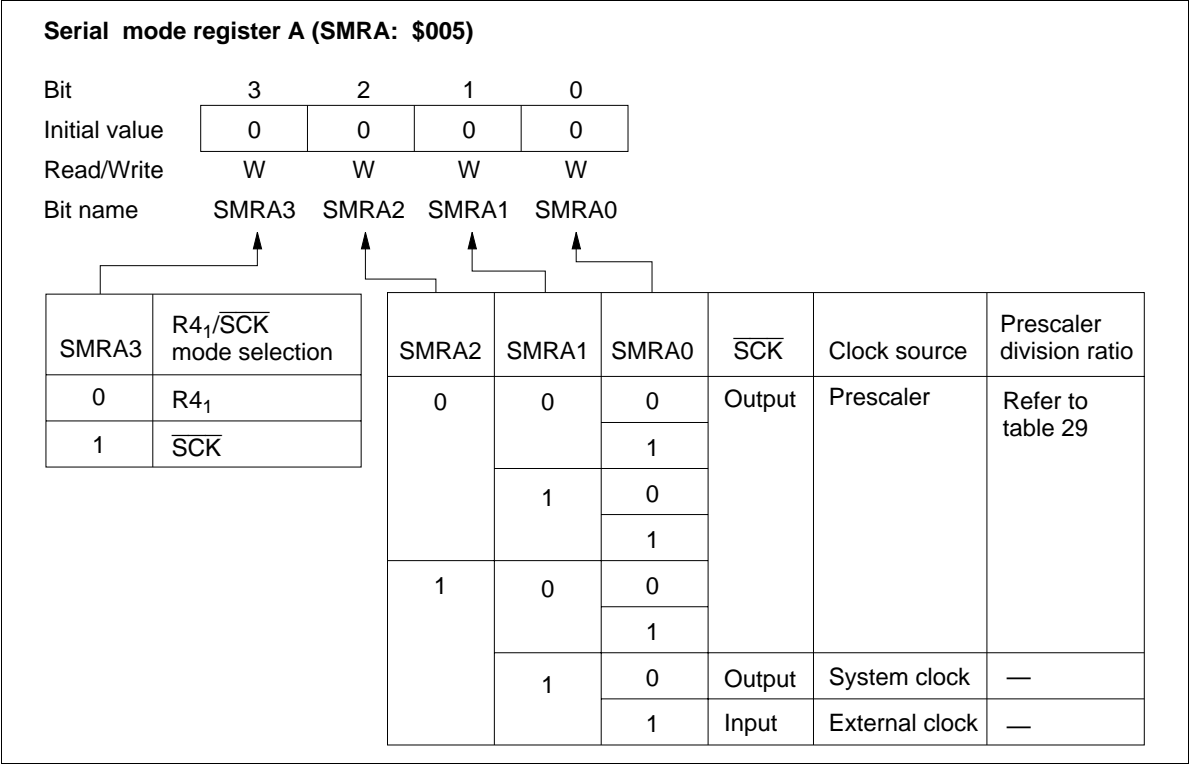 Serial mode register A (SMRA: $005)
Bit 3 2 1 0
Initial value 0 0 0 0
Read/Write W W W W
Bit name SMRA3 SMRA2 SMRA1 SMRA0
SMRA3 R4₁/S̅C̅K̅ mode selection
0 R4₁
1 S̅C̅K̅
SMRA2 SMRA1 SMRA0 S̅C̅K̅ Clock source Prescaler division ratio
0 0 0 Output Prescaler Refer to table 29
1
1 0
1
1 0 0
1
1 0 Output System clock —
1 Input External clock —